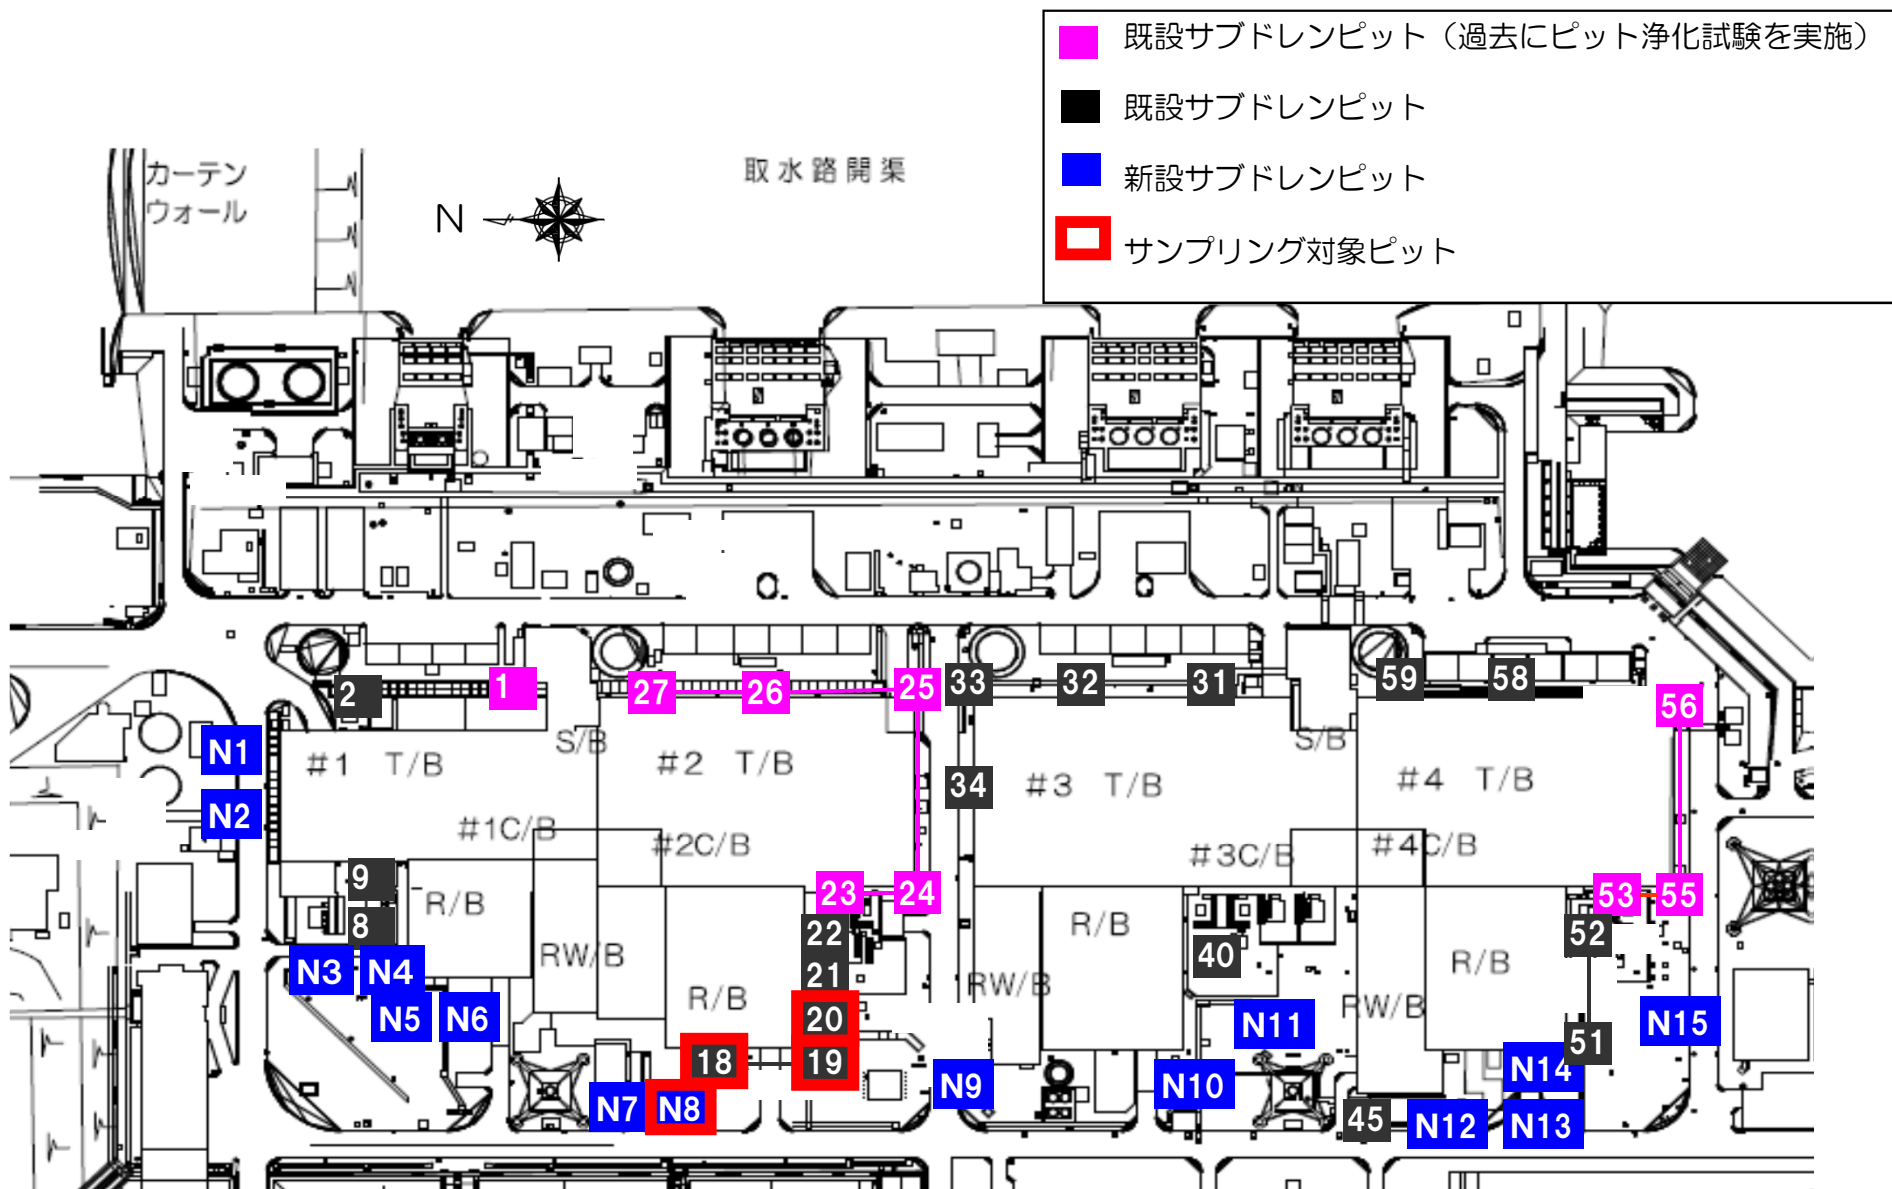 既設サブドレンピット（過去にピット浄化試験を実施）
既設サブドレンピット
新設サブドレンピット
サンプリング対象ピット
カーテン
ウォール
取水路開渠
N
2
1
27
26
25
33
32
31
59
58
56
N1
N2
#1 T/B
S/B
#2 T/B
34
#3 T/B
S/B
#4 T/B
#1C/B
#2C/B
#3C/B
#4C/B
9
8
R/B
23
24
53
55
22
21
20
19
18
R/B
40
52
R/B
RW/B
R/B
RW/B
RW/B
51
N3
N4
N5
N6
N7
N8
N9
N10
N11
45
N12
N13
N14
N15